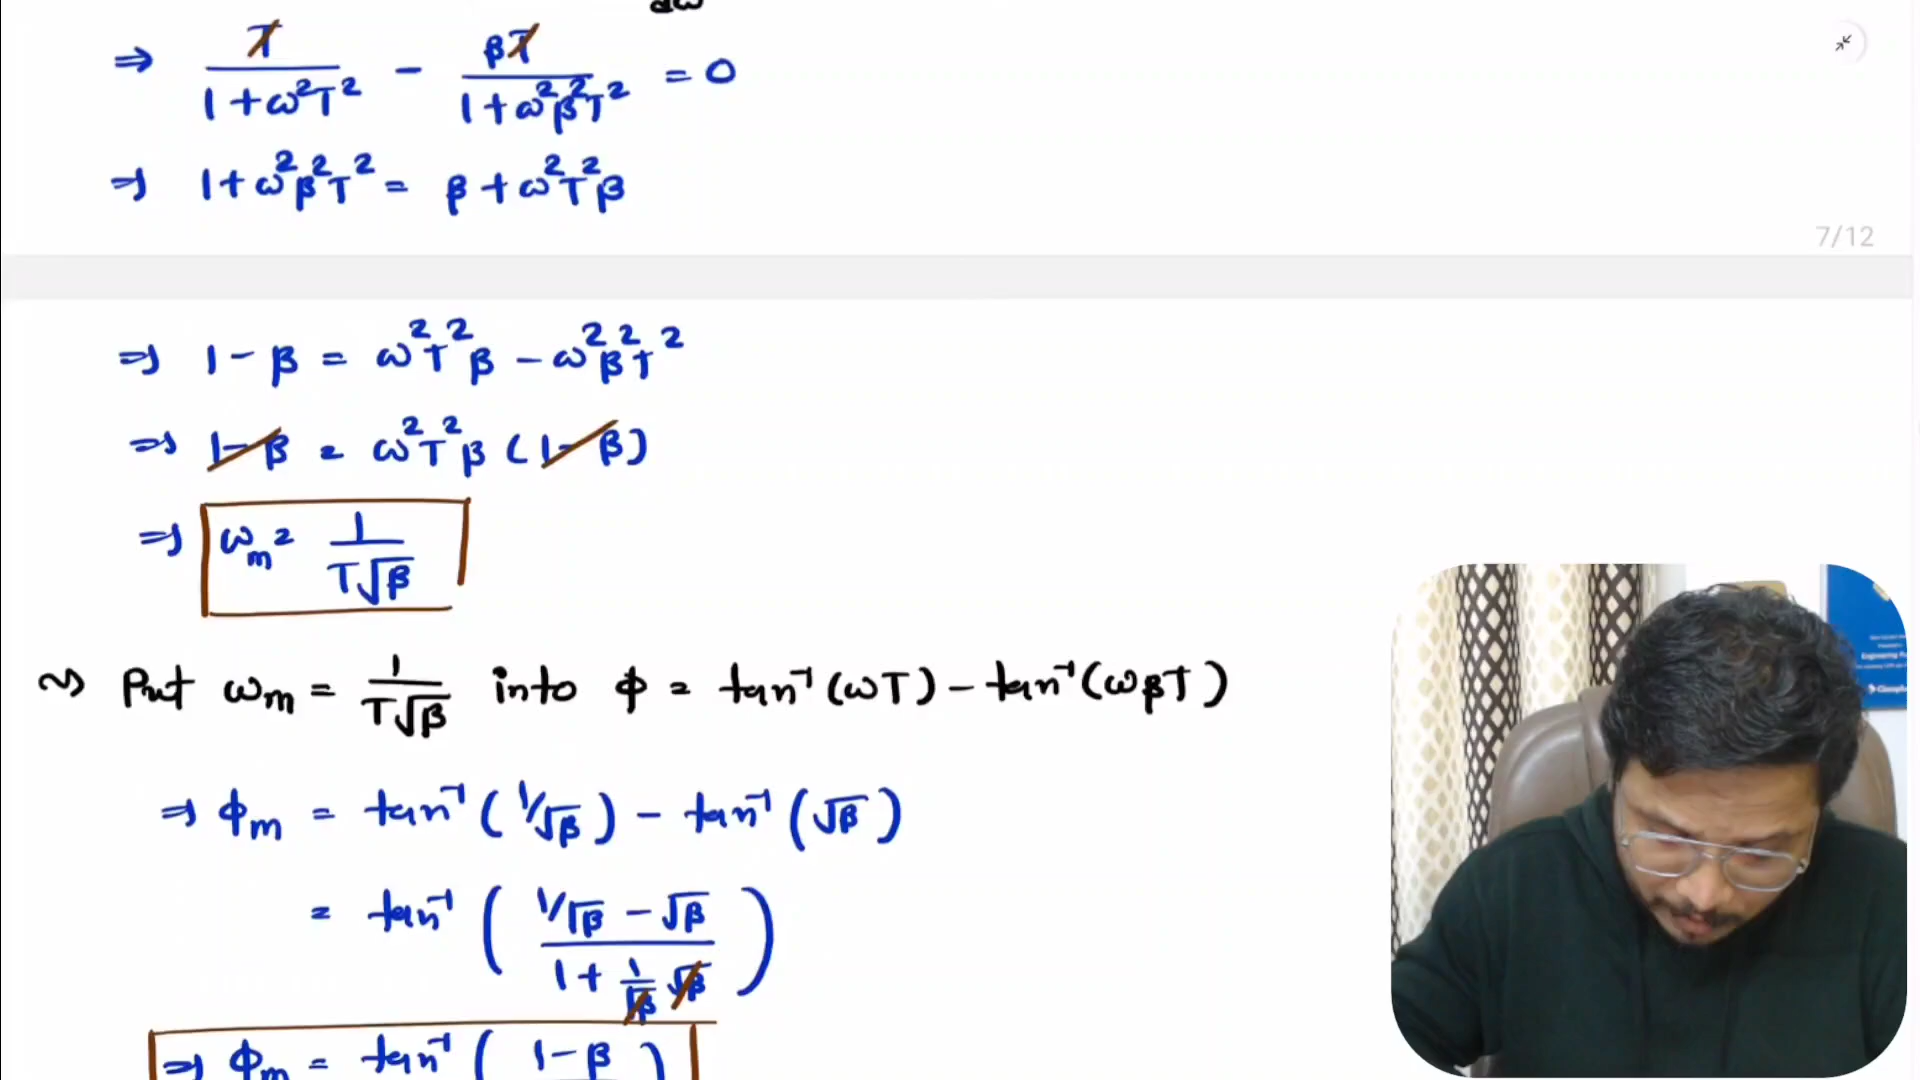 dω
⇒ T/(1+ω²T²) − βT/(1+ω²β²T²) = 0
⇒ 1+ω²β²T² = β+ω²T²β
7/12
⇒ 1−β = ω²T²β − ω²β²T²
⇒ 1−β = ω²T²β (1−β)
⇒ ωm = 1/(T√β)
~> Put ωm = 1/(T√β) into ϕ = tan⁻¹(ωT) − tan⁻¹(ωβT)
⇒ ϕm = tan⁻¹(1/√β) − tan⁻¹(√β)
= tan⁻¹((1/√β − √β)/(1 + 1/√β √β))
⇒ ϕm = tan⁻¹( 1−β )